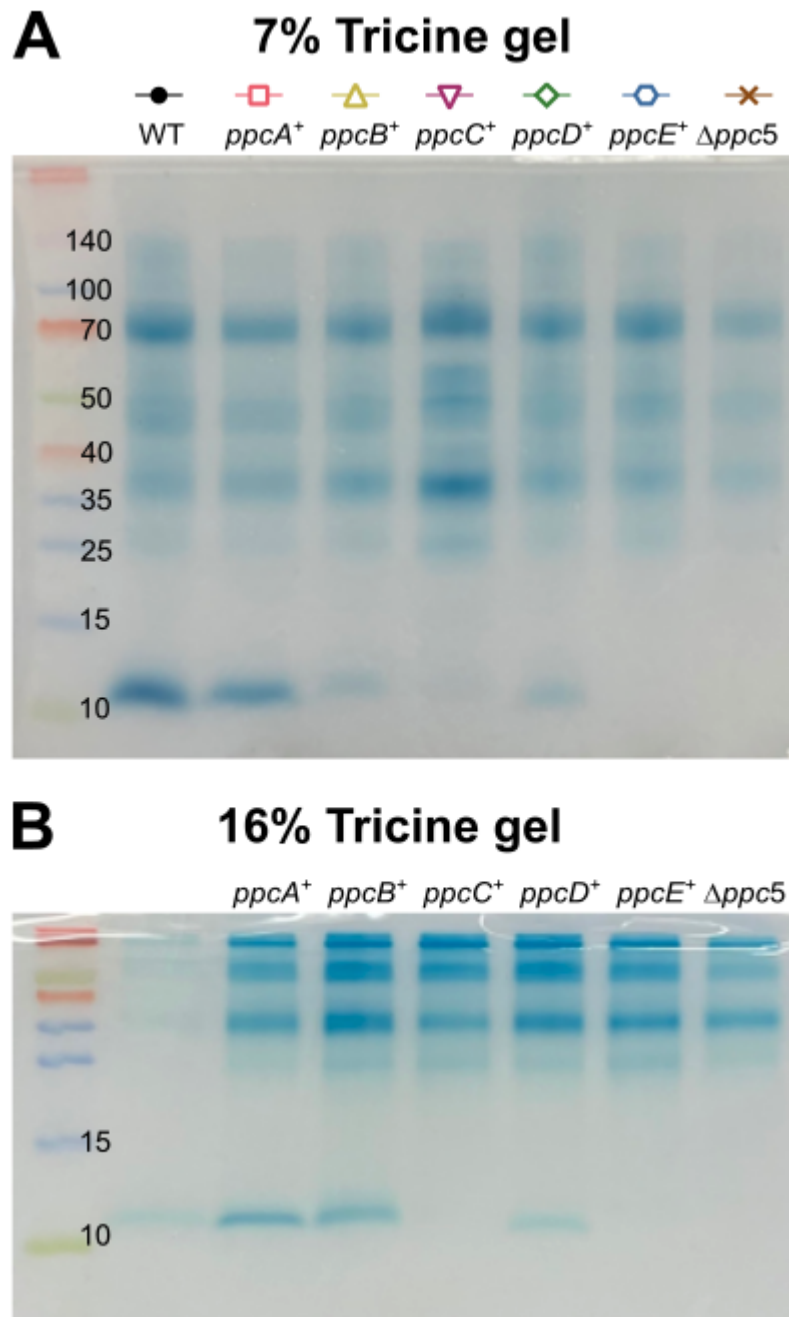 A 7% Tricine gel
WT ppcA⁺ ppcB⁺ ppcC⁺ ppcD⁺ ppcE⁺ Δppc5
140
100
70
50
40
35
25
15
10
B 16% Tricine gel
ppcA⁺ ppcB⁺ ppcC⁺ ppcD⁺ ppcE⁺ Δppc5
15
10